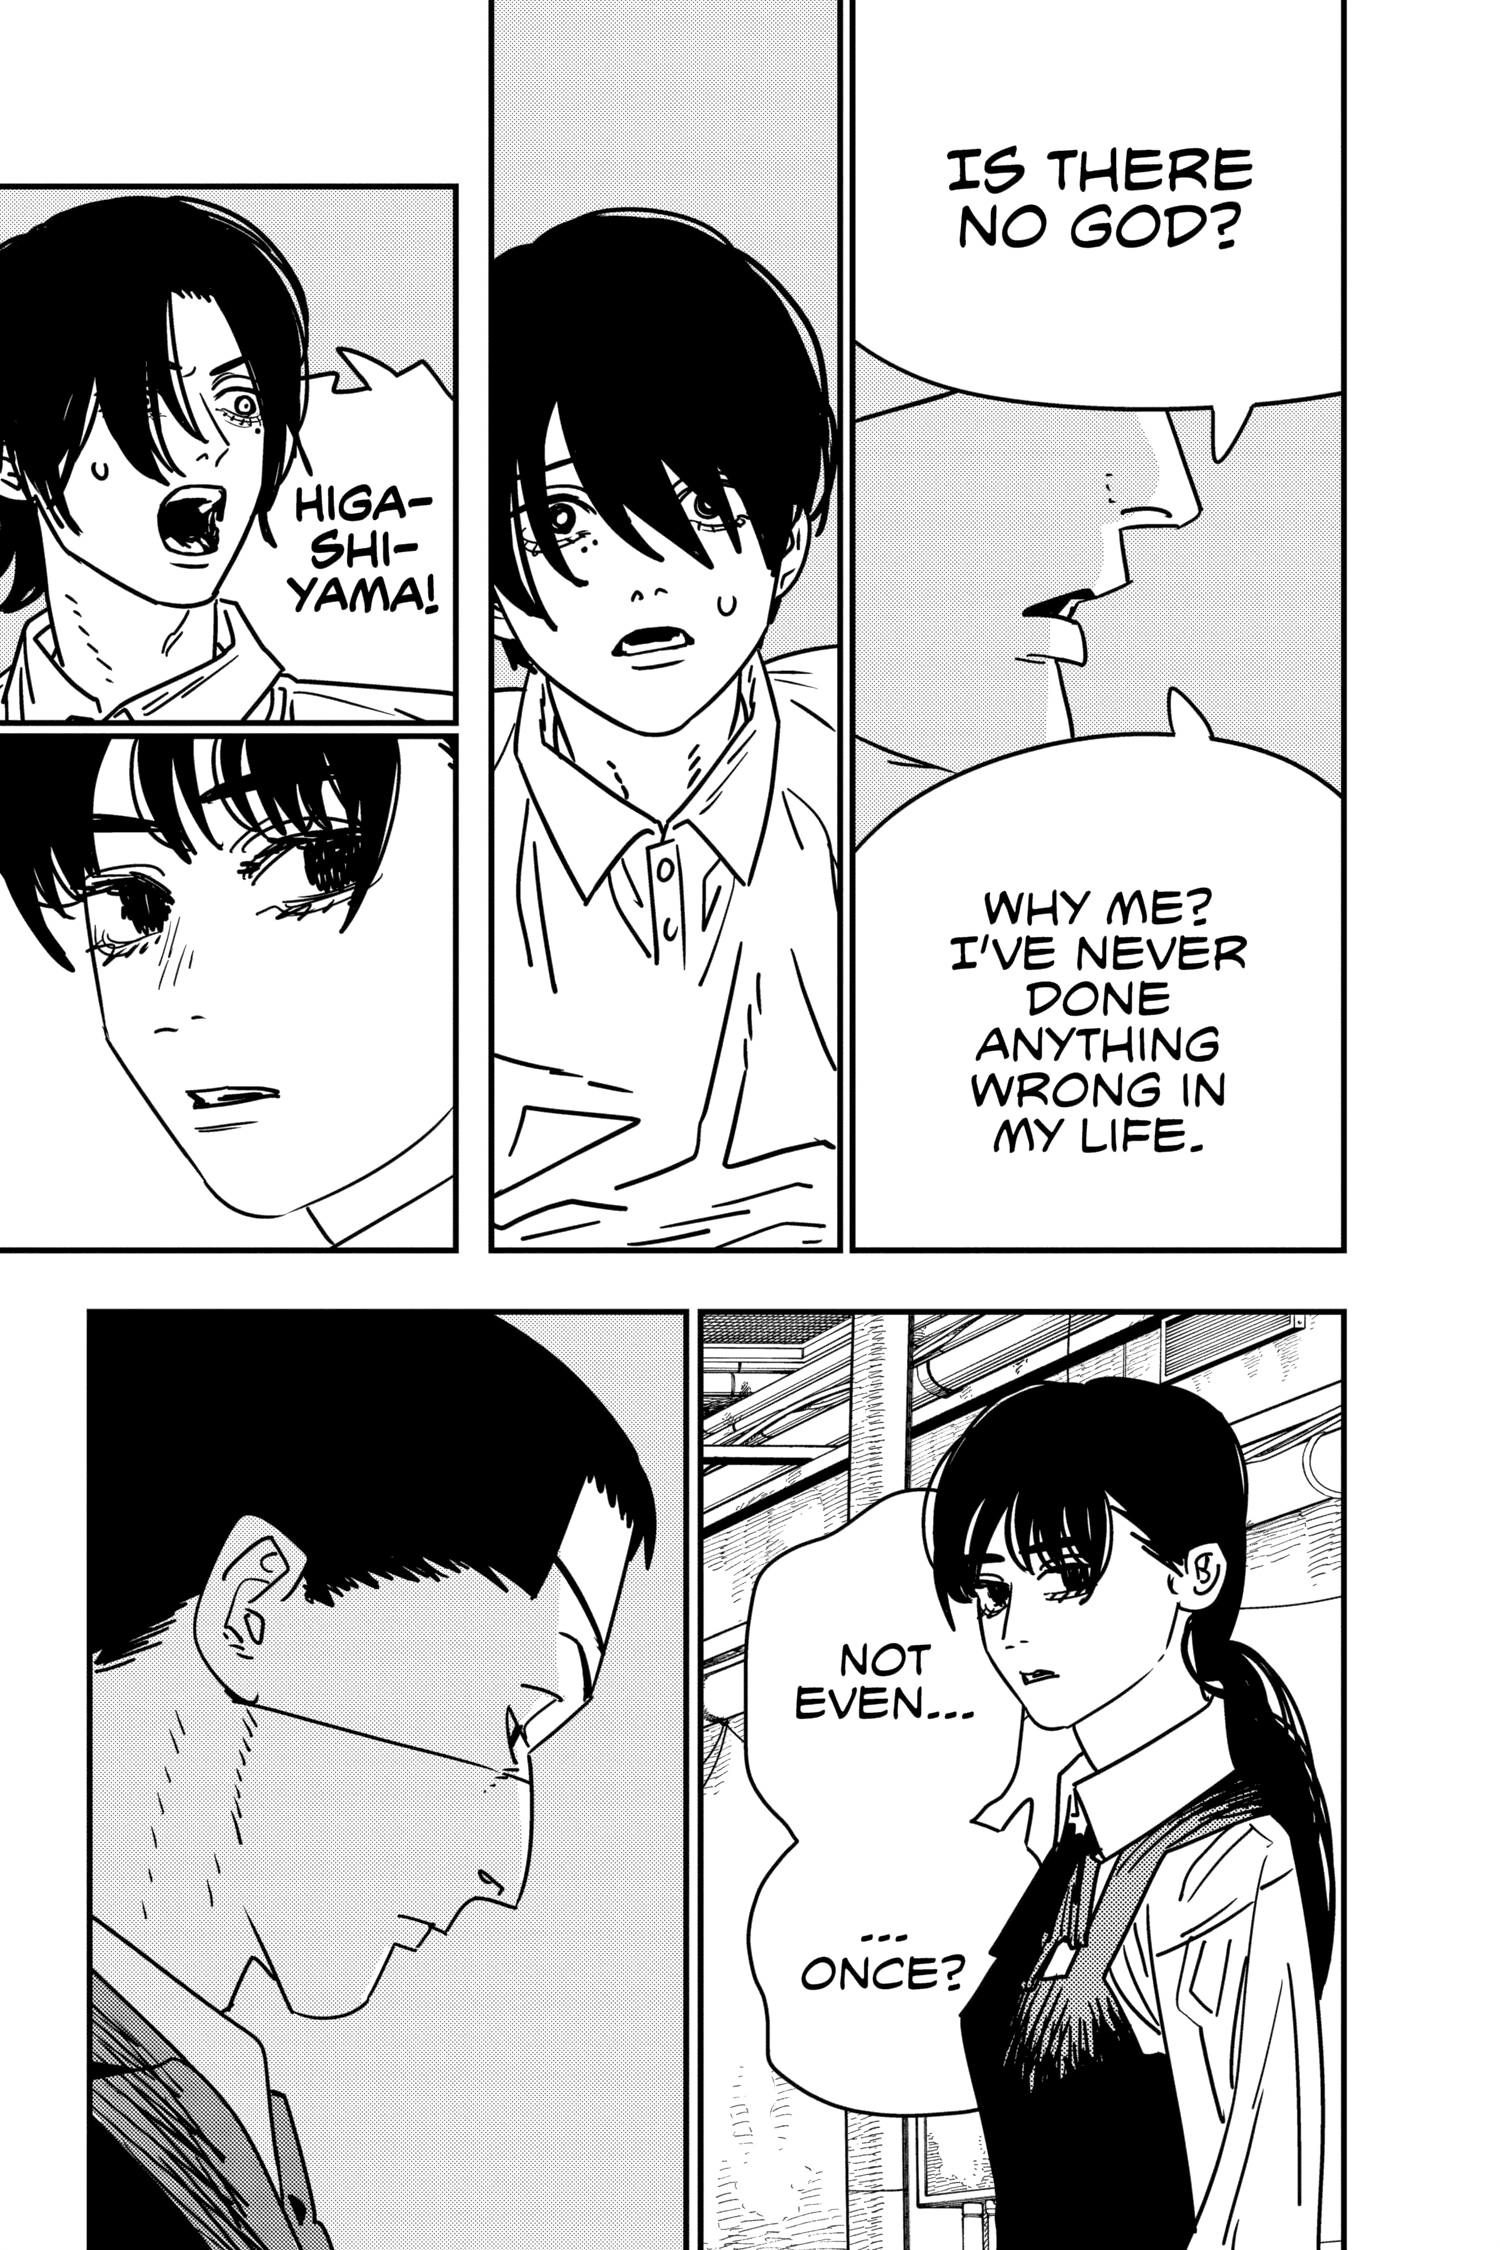 IS THERE
NO GOD?
WHY ME?
I'VE NEVER
DONE
ANYTHING
WRONG IN
MY LIFE.
HIGA-
SHI-
YAMA!
NOT
EVEN...
...
ONCE?